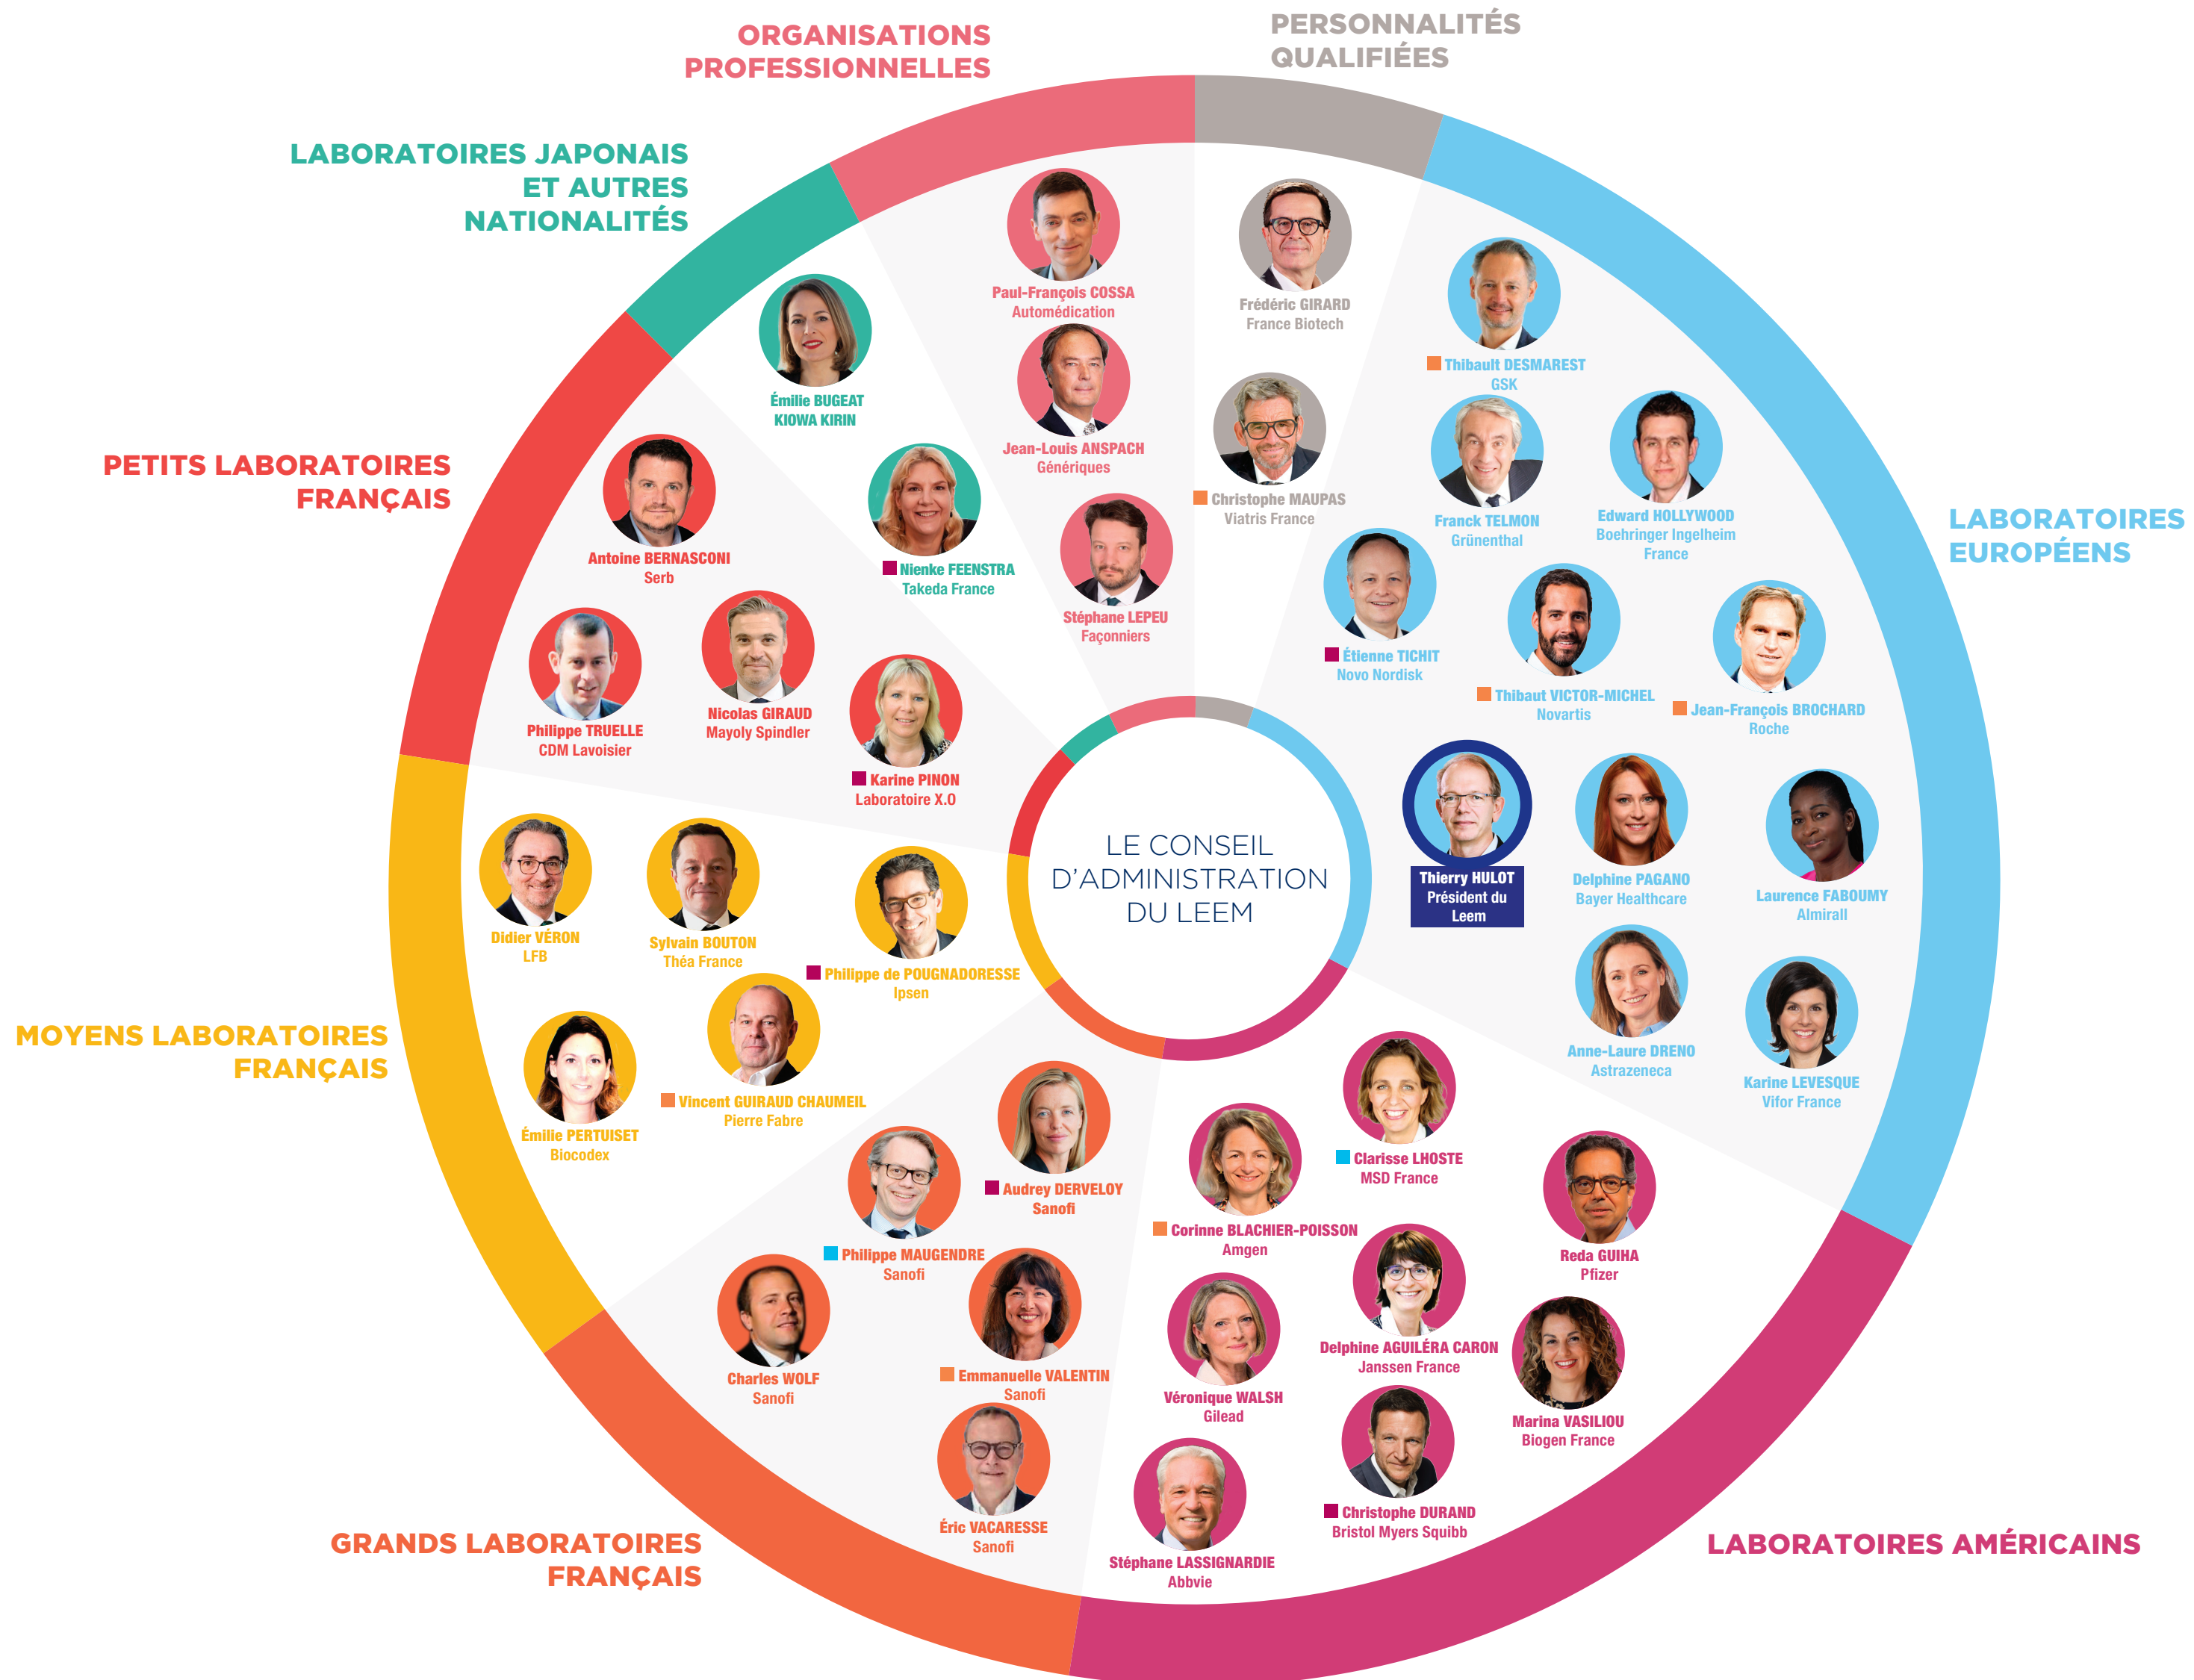 ORGANISATIONS
PROFESSIONNELLES
PERSONNALITÉS
QUALIFIÉES
LABORATOIRES JAPONAIS
ET AUTRES
NATIONALITÉS
PETITS LABORATOIRES
FRANÇAIS
LABORATOIRES
EUROPÉENS
MOYENS LABORATOIRES
FRANÇAIS
GRANDS LABORATOIRES
FRANÇAIS
LABORATOIRES AMÉRICAINS
LE CONSEIL
D'ADMINISTRATION
DU LEEM
Paul-François COSSA
Automédication
Jean-Louis ANSPACH
Génériques
Stéphane LEPEU
Façonniers
Frédéric GIRARD
France Biotech
Christophe MAUPAS
Viatris France
Thibault DESMAREST
GSK
Franck TELMON
Grünenthal
Edward HOLLYWOOD
Boehringer Ingelheim
France
Étienne TICHIT
Novo Nordisk
Thibaut VICTOR-MICHEL
Novartis
Jean-François BROCHARD
Roche
Thierry HULOT
Président du
Leem
Delphine PAGANO
Bayer Healthcare
Laurence FABOUMY
Almirall
Anne-Laure DRENO
Astrazeneca
Karine LEVESQUE
Vifor France
Clarisse LHOSTE
MSD France
Corinne BLACHIER-POISSON
Amgen
Reda GUIHA
Pfizer
Delphine AGUILÉRA CARON
Janssen France
Véronique WALSH
Gilead
Marina VASILIOU
Biogen France
Christophe DURAND
Bristol Myers Squibb
Stéphane LASSIGNARDIE
Abbvie
Audrey DERVELOY
Sanofi
Philippe MAUGENDRE
Sanofi
Charles WOLF
Sanofi
Emmanuelle VALENTIN
Sanofi
Éric VACARESSE
Sanofi
Didier VÉRON
LFB
Sylvain BOUTON
Théa France
Philippe de POUGNADORESSE
Ipsen
Vincent GUIRAUD CHAUMEIL
Pierre Fabre
Émilie PERTUISET
Biocodex
Antoine BERNASCONI
Serb
Philippe TRUELLE
CDM Lavoisier
Nicolas GIRAUD
Mayoly Spindler
Karine PINON
Laboratoire X.O
Émilie BUGEAT
KIOWA KIRIN
Nienke FEENSTRA
Takeda France